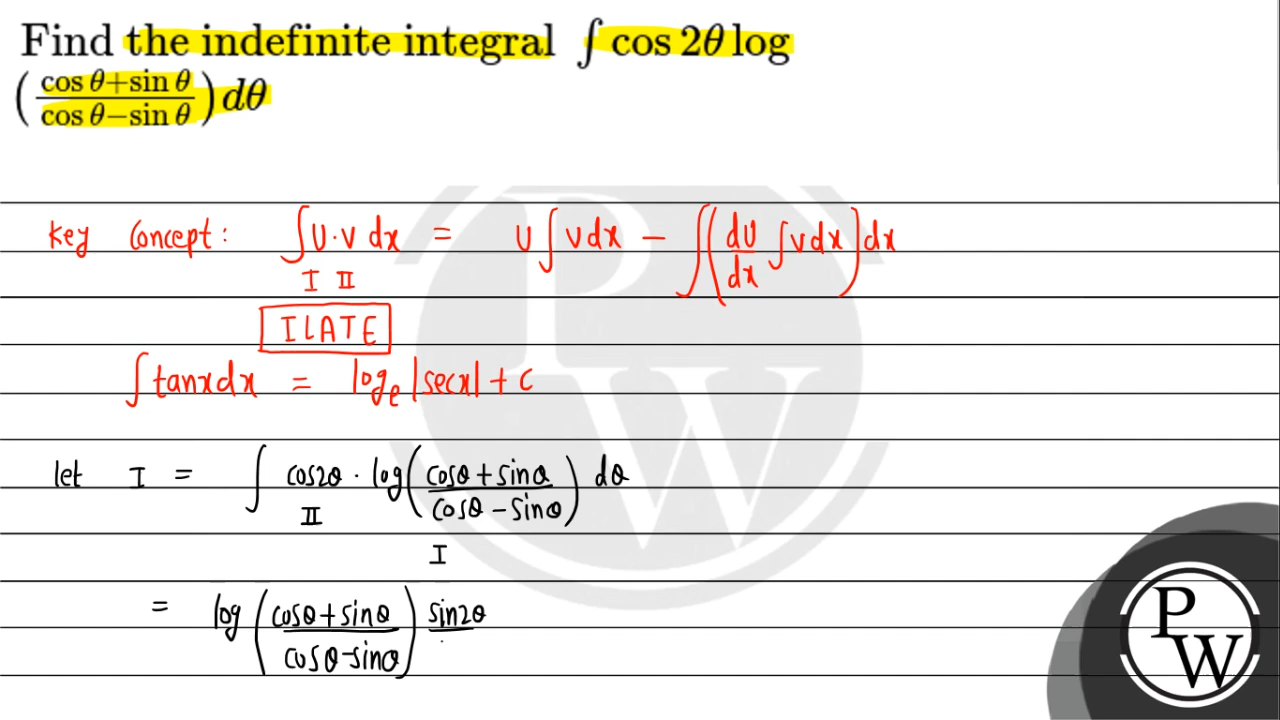 Find the indefinite integral ∫ cos 2θ log
(cos θ+sin θ / cos θ−sin θ) dθ
Key Concept: ∫ U·V dx = U ∫ V dx − ∫ (dU/dx ∫ V dx) dx
I II
ILATE
∫ tanx dx = logₑ |secx| + c
let I = ∫ cos2θ · log(cosθ + sinθ / cosθ − sinθ) dθ
II
I
= log (cosθ + sinθ / cosθ − sinθ) sin2θ
P
W